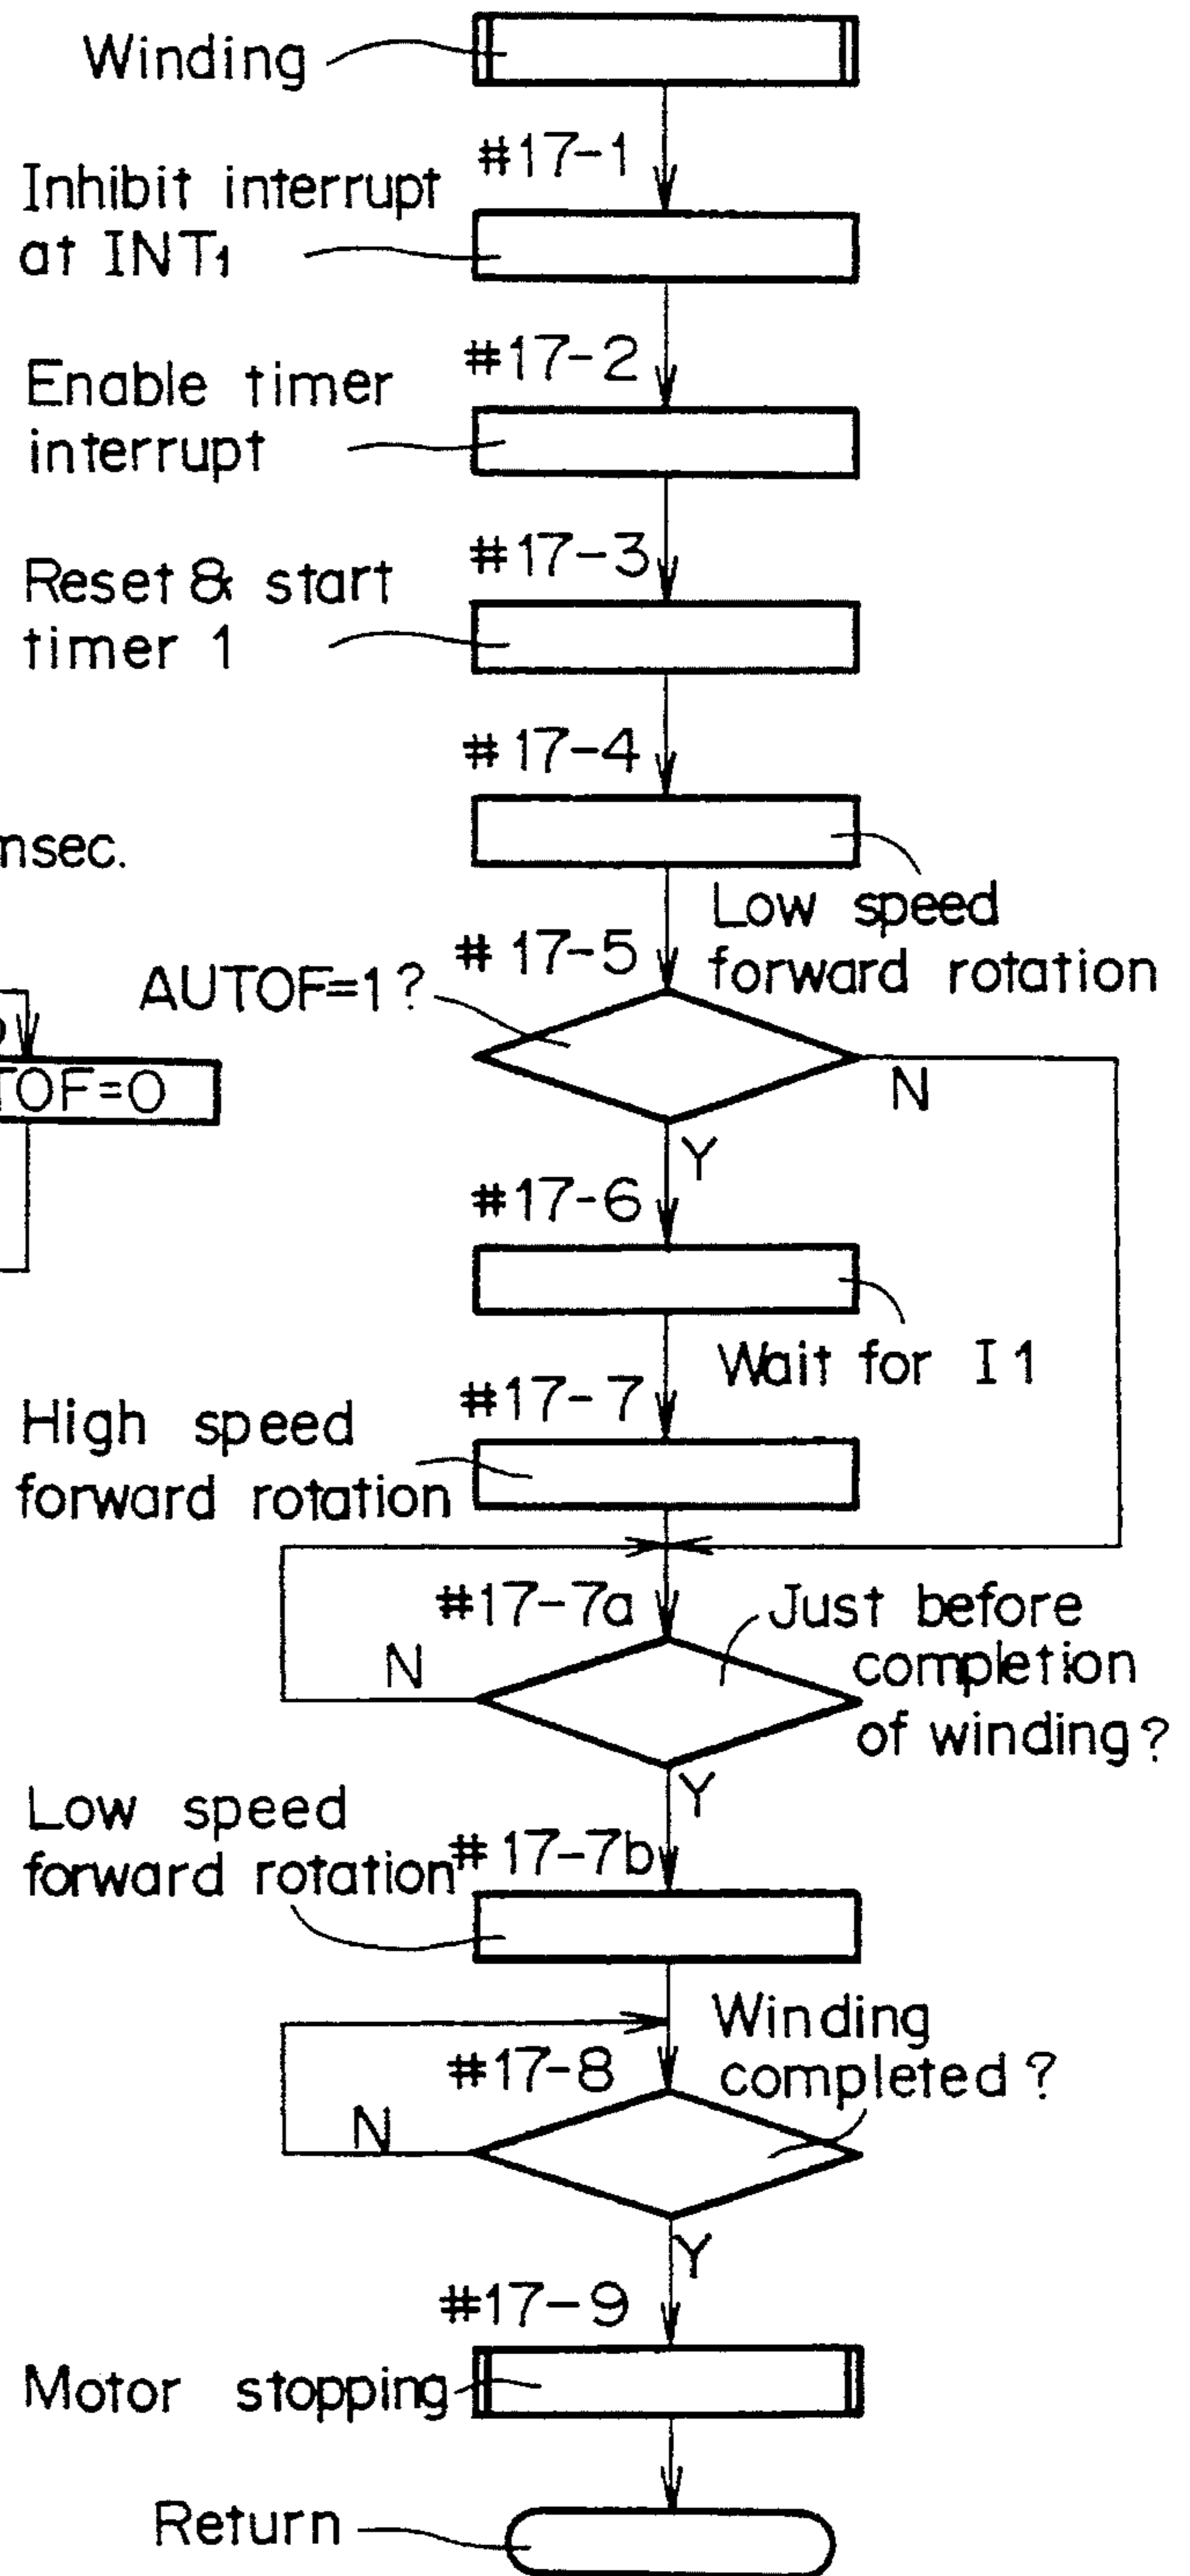 Winding
#17-1
Inhibit interrupt
at INT1
#17-2
Enable timer
interrupt
#17-3
Reset & start
timer 1
#17-4
msec.
Low speed
forward rotation
#17-5
AUTOF=1?
N
TOF=0
Y
#17-6
Wait for I1
#17-7
High speed
forward rotation
#17-7a
Just before
completion
of winding?
N
Y
Low speed
forward rotation
#17-7b
Winding
completed?
#17-8
N
Y
#17-9
Motor stopping
Return